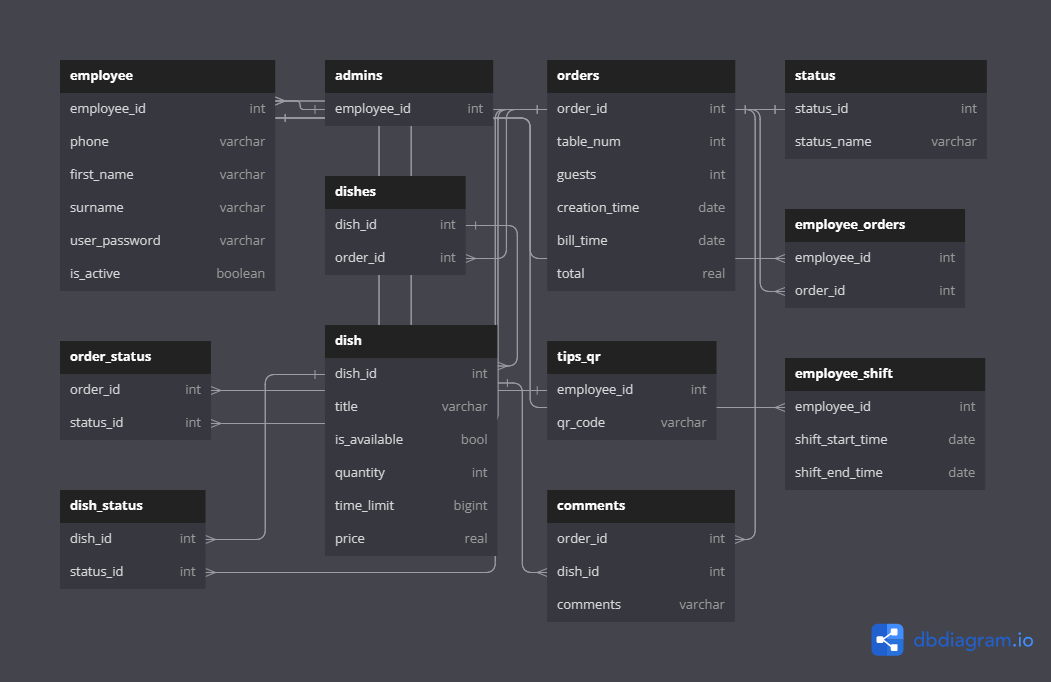 employee
employee_id int
phone varchar
first_name varchar
surname varchar
user_password varchar
is_active boolean
admins
employee_id int
orders
order_id int
table_num int
guests int
creation_time date
bill_time date
total real
status
status_id int
status_name varchar
dishes
dish_id int
order_id int
employee_orders
employee_id int
order_id int
order_status
order_id int
status_id int
dish
dish_id int
title varchar
is_available bool
quantity int
time_limit bigint
price real
tips_qr
employee_id int
qr_code varchar
employee_shift
employee_id int
shift_start_time date
shift_end_time date
dish_status
dish_id int
status_id int
comments
order_id int
dish_id int
comments varchar
dbdiagram.io